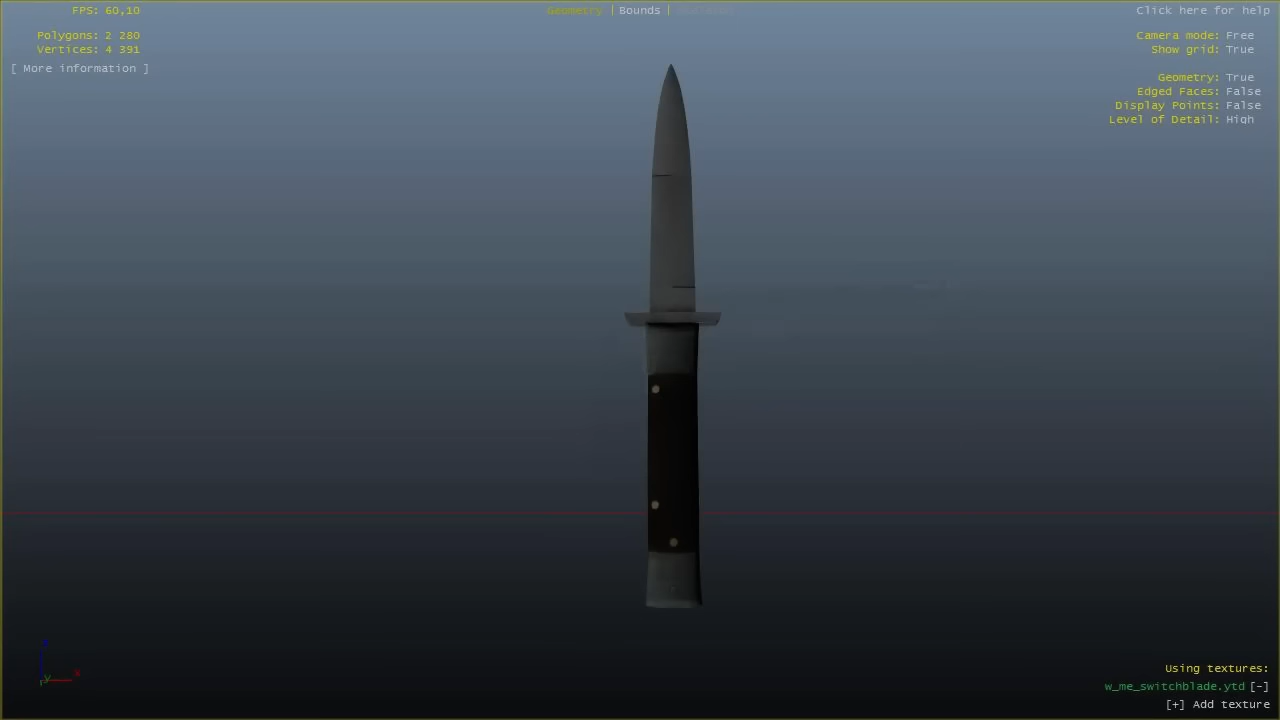 FPS: 60,10
Geometry | Bounds |
Click here for help
Polygons: 2 280
Vertices: 4 391
[ More information ]
Camera mode: Free
Show grid: True
Geometry: True
Edged Faces: False
Display Points: False
Level of Detail: High
x
y
Using textures:
w_me_switchblade.ytd [-]
[+] Add texture